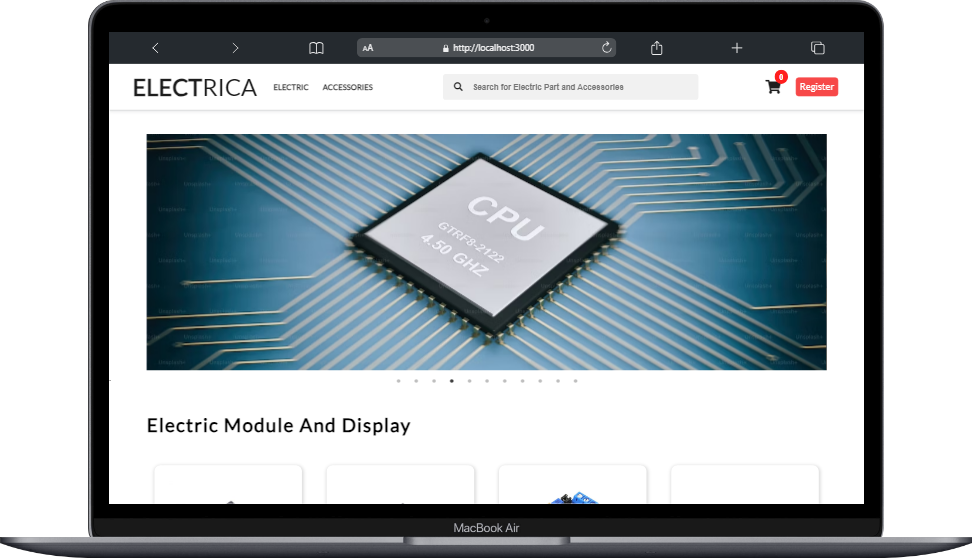 AA http://localhost:3000
ELECTRICA ELECTRIC ACCESSORIES Search for Electric Part and Accessories 0 Register
CPU
GTRF8-2122
4.50 GHZ
Electric Module And Display
MacBook Air